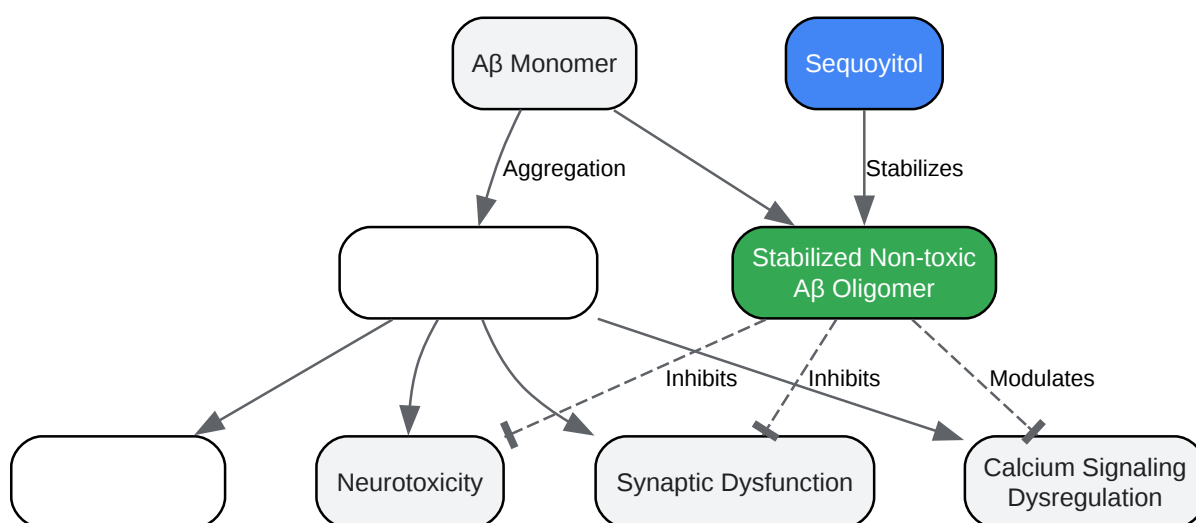 Aβ Monomer
Sequoyitol
Aggregation
Stabilizes
Stabilized Non-toxic
Aβ Oligomer
Inhibits
Inhibits
Modulates
Neurotoxicity
Synaptic Dysfunction
Calcium Signaling
Dysregulation